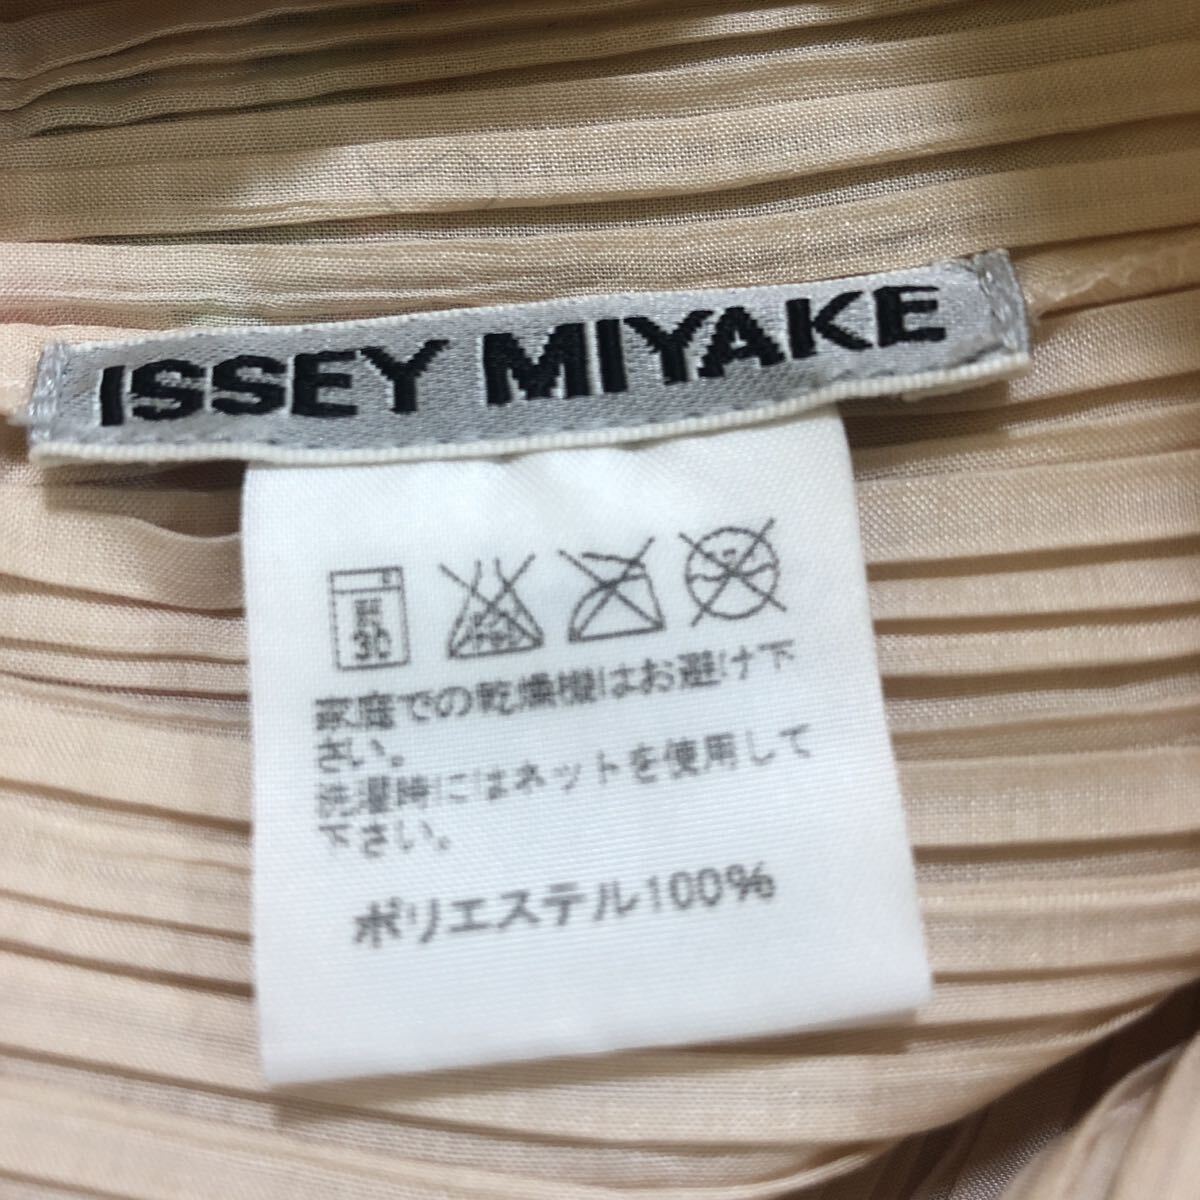 ISSEY MIYAKE
30
家庭での乾燥機はお避け下
さい。
洗濯時にはネットを使用して
下さい。
ポリエステル100%